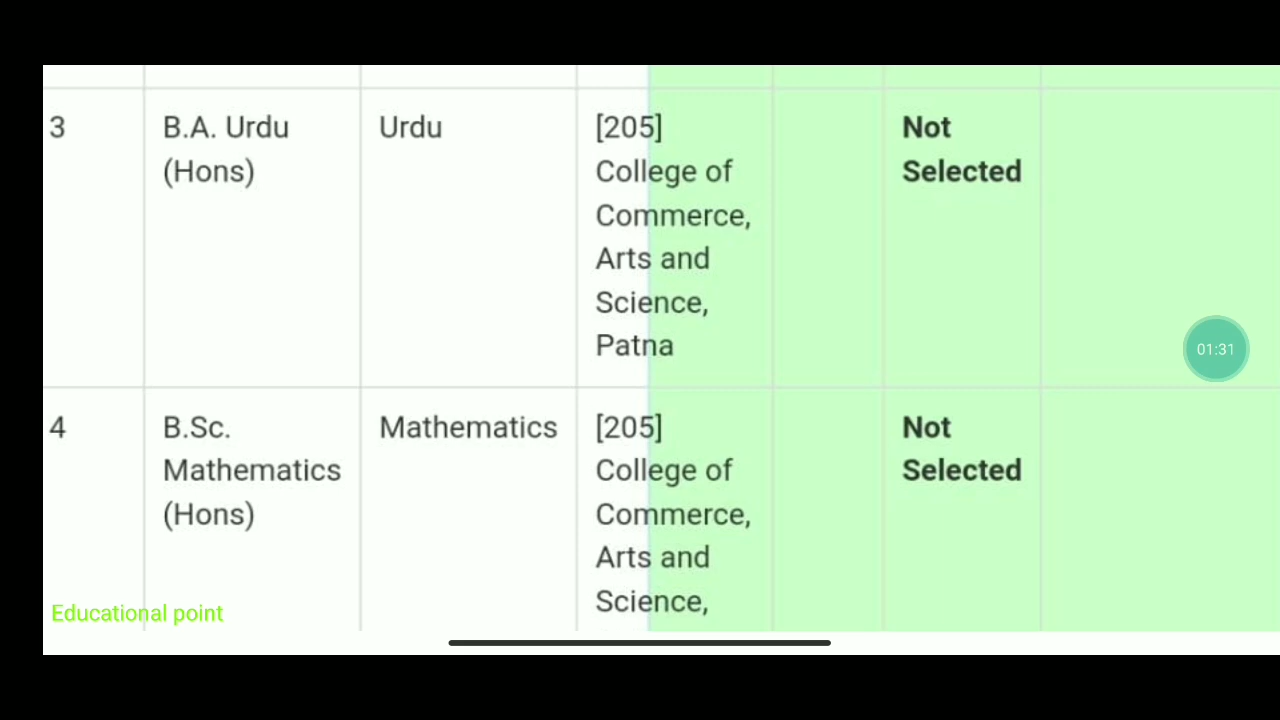 3
B.A. Urdu
(Hons)
Urdu
[205]
College of
Commerce,
Arts and
Science,
Patna
Not
Selected
01:31
4
B.Sc.
Mathematics
(Hons)
Mathematics
[205]
College of
Commerce,
Arts and
Science,
Not
Selected
Educational point